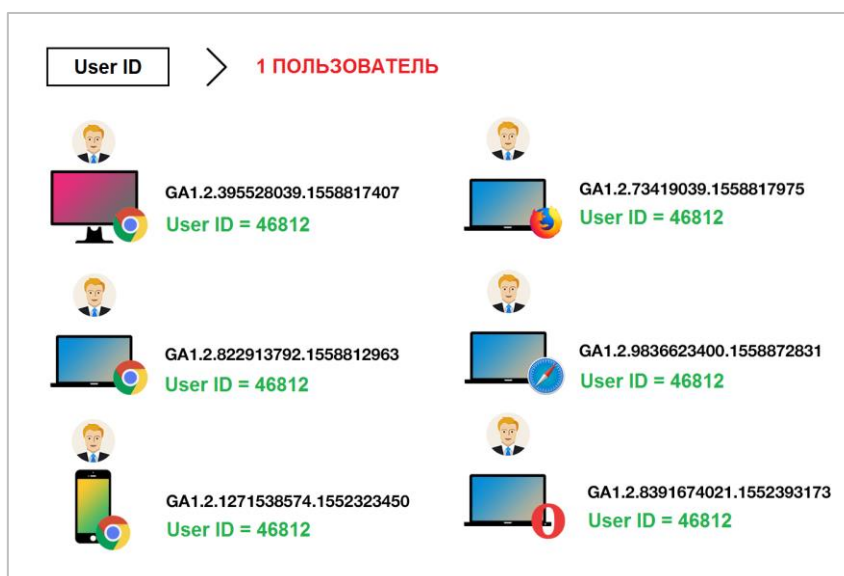 User ID
1 ПОЛЬЗОВАТЕЛЬ
GA1.2.395528039.1558817407
User ID = 46812
GA1.2.73419039.1558817975
User ID = 46812
GA1.2.822913792.1558812963
User ID = 46812
GA1.2.9836623400.1558872831
User ID = 46812
GA1.2.1271538574.1552323450
User ID = 46812
GA1.2.8391674021.1552393173
User ID = 46812